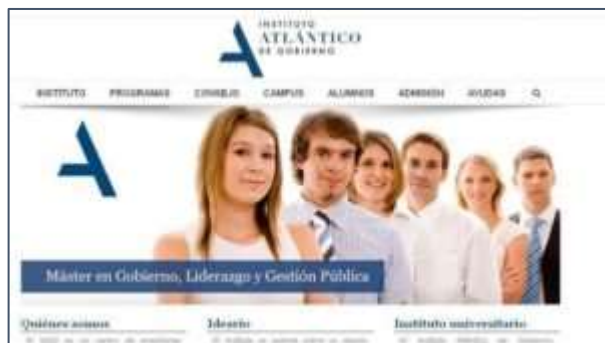 INSTITUTO
ATLÁNTICO
DE GOBIERNO
INSTITUTO PROGRAMAS CONSEJO CAMPUS ALUMNOS ADMISIÓN AYUDAS
Máster en Gobierno, Liderazgo y Gestión Pública
Quiénes somos Ideario Instituto universitario